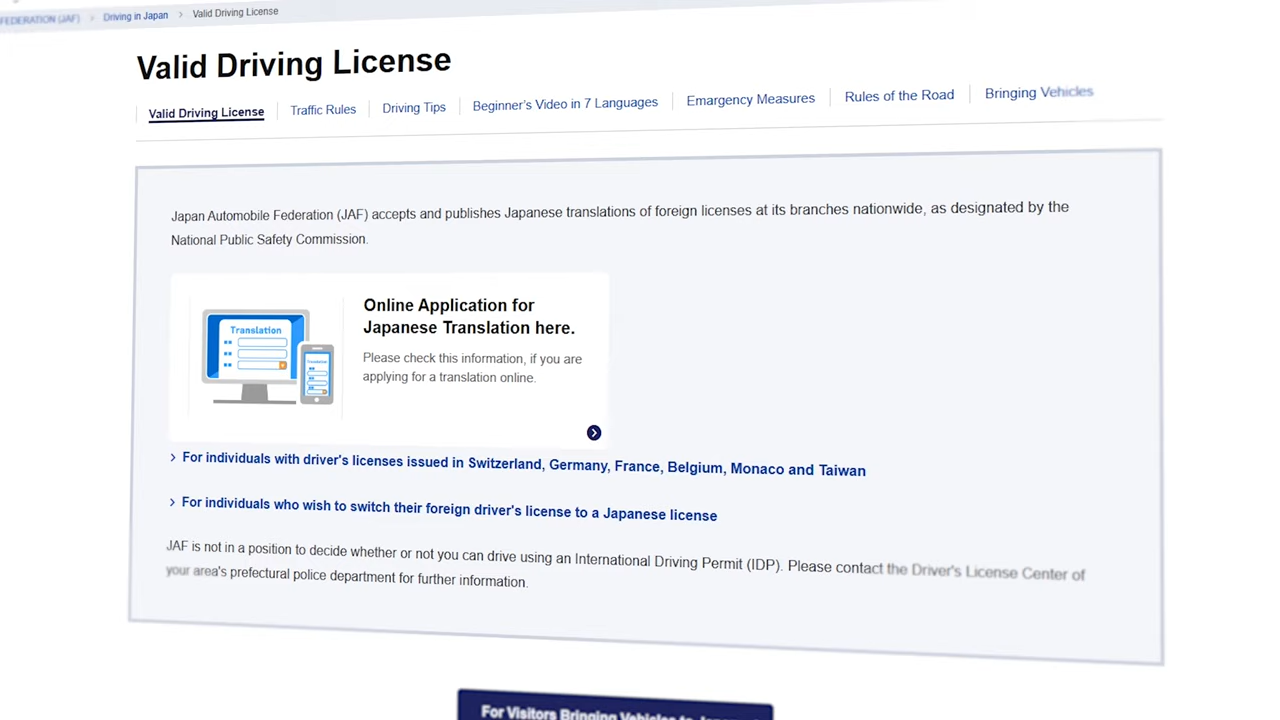 FEDERATION (JAF) > Driving in Japan > Valid Driving License
Valid Driving License
Valid Driving License Traffic Rules Driving Tips Beginner's Video in 7 Languages Emargency Measures Rules of the Road Bringing Vehicles
Japan Automobile Federation (JAF) accepts and publishes Japanese translations of foreign licenses at its branches nationwide, as designated by the
National Public Safety Commission.
Translation
Translation
Online Application for
Japanese Translation here.
Please check this information, if you are
applying for a translation online.
> For individuals with driver's licenses issued in Switzerland, Germany, France, Belgium, Monaco and Taiwan
> For individuals who wish to switch their foreign driver's license to a Japanese license
JAF is not in a position to decide whether or not you can drive using an International Driving Permit (IDP). Please contact the Driver's License Center of
your area's prefectural police department for further information.
For Visitors Bringing Vehicles to